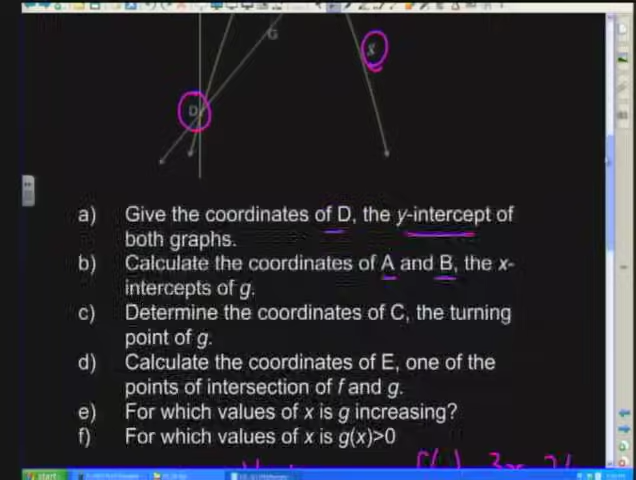 G
g
D
a) Give the coordinates of D, the y-intercept of
both graphs.
b) Calculate the coordinates of A and B, the x-
intercepts of g.
c) Determine the coordinates of C, the turning
point of g.
d) Calculate the coordinates of E, one of the
points of intersection of f and g.
e) For which values of x is g increasing?
f) For which values of x is g(x)>0
start